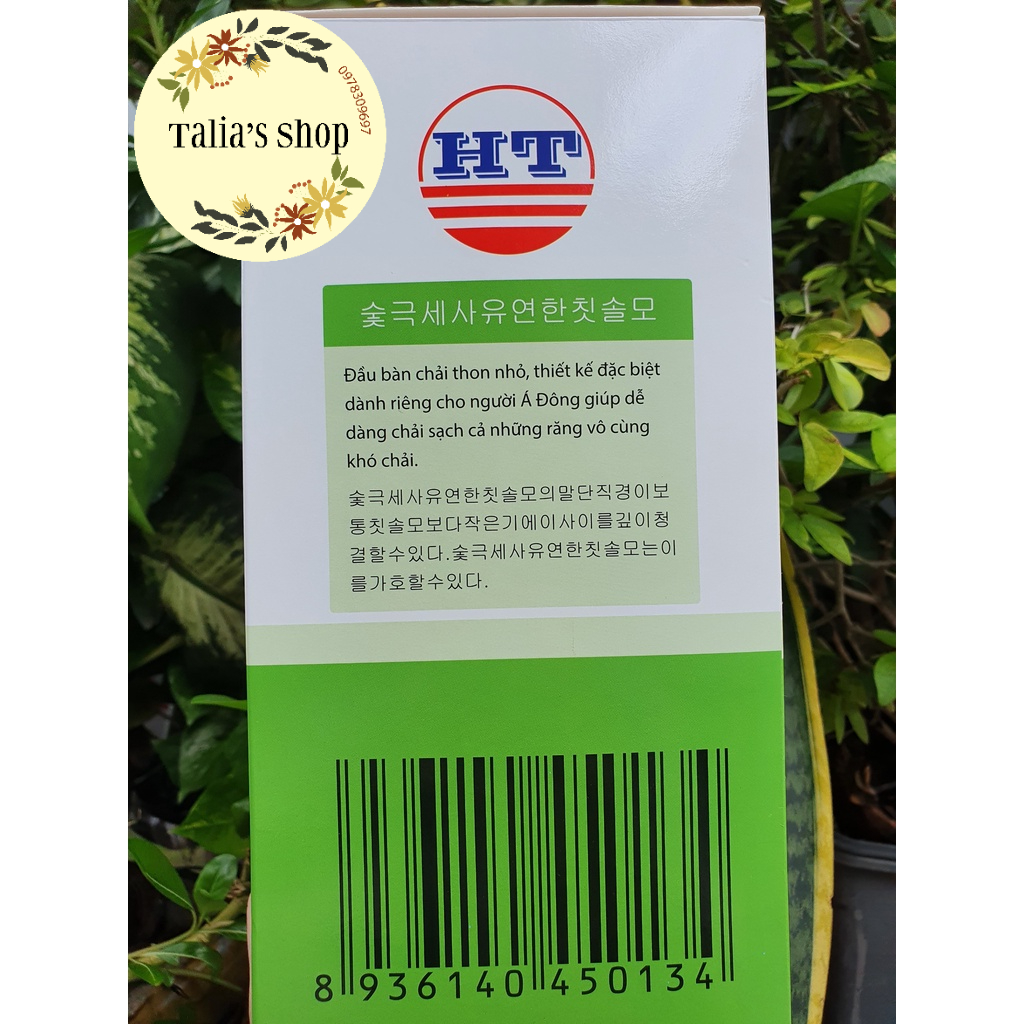 Talia's Shop
0978309697
HT
숯극세사유연한칫솔모
Đầu bàn chải thon nhỏ, thiết kế đặc biệt
dành riêng cho người Á Đông giúp dễ
dàng chải sạch cả những răng vô cùng
khó chải.
숯극세사유연한칫솔모의말단직경이보
통칫솔모보다작은기에이사이를깊이청
결할수있다.숯극세사유연한칫솔모는이
를가호할수있다.
8 936140 450134